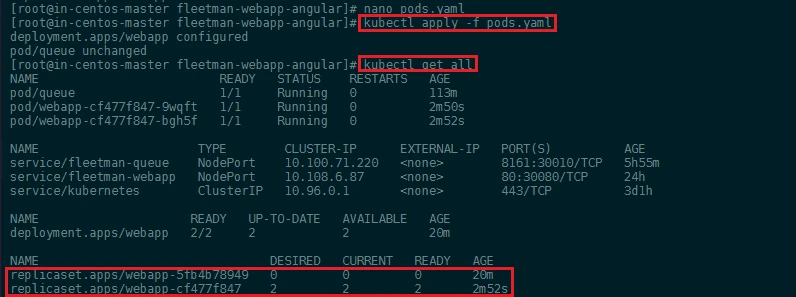 [root@in-centos-master fleetman-webapp-angular]# nano pods.yaml
[root@in-centos-master fleetman-webapp-angular]# kubectl apply -f pods.yaml
deployment.apps/webapp configured
pod/queue unchanged
[root@in-centos-master fleetman-webapp-angular]# kubectl get all
NAME READY STATUS RESTARTS AGE
pod/queue 1/1 Running 0 113m
pod/webapp-cf477f847-9wqft 1/1 Running 0 2m50s
pod/webapp-cf477f847-bgh5f 1/1 Running 0 2m52s
NAME TYPE CLUSTER-IP EXTERNAL-IP PORT(S) AGE
service/fleetman-queue NodePort 10.100.71.220 <none> 8161:30010/TCP 5h55m
service/fleetman-webapp NodePort 10.108.6.87 <none> 80:30080/TCP 24h
service/kubernetes ClusterIP 10.96.0.1 <none> 443/TCP 3d1h
NAME READY UP-TO-DATE AVAILABLE AGE
deployment.apps/webapp 2/2 2 2 20m
NAME DESIRED CURRENT READY AGE
replicaset.apps/webapp-5fb4b78949 0 0 0 20m
replicaset.apps/webapp-cf477f847 2 2 2 2m52s